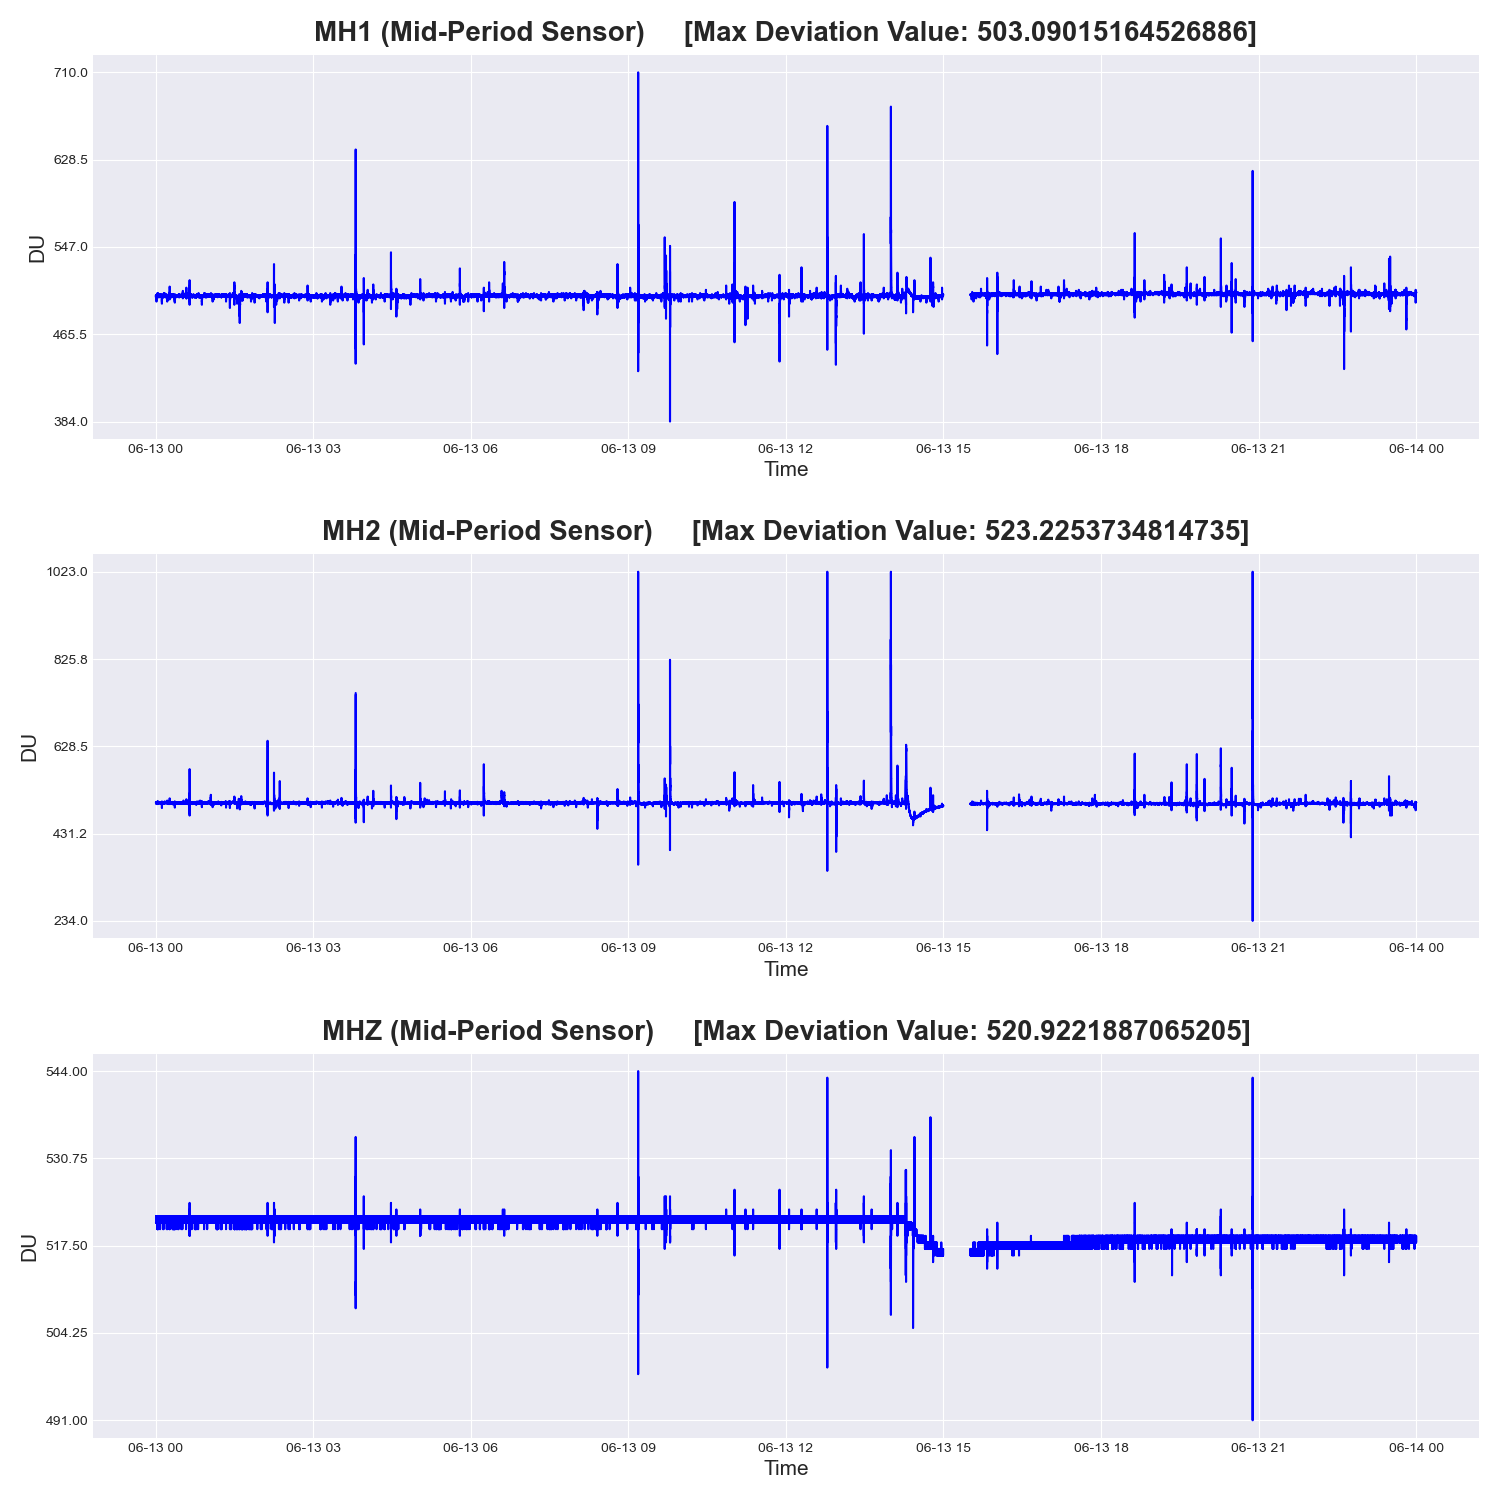 MH1 (Mid-Period Sensor) [Max Deviation Value: 503.09015164526886]
710.0
628.5
547.0
465.5
384.0
DU
06-13 00 06-13 03 06-13 06 06-13 09 06-13 12 06-13 15 06-13 18 06-13 21 06-14 00
Time
MH2 (Mid-Period Sensor) [Max Deviation Value: 523.2253734814735]
1023.0
825.8
628.5
431.2
234.0
DU
06-13 00 06-13 03 06-13 06 06-13 09 06-13 12 06-13 15 06-13 18 06-13 21 06-14 00
Time
MHZ (Mid-Period Sensor) [Max Deviation Value: 520.9221887065205]
544.00
530.75
517.50
504.25
491.00
DU
06-13 00 06-13 03 06-13 06 06-13 09 06-13 12 06-13 15 06-13 18 06-13 21 06-14 00
Time